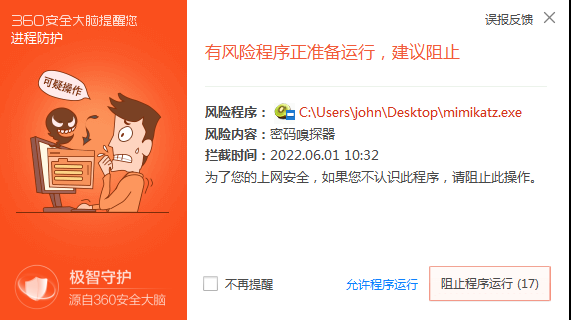 360安全大脑提醒您
进程防护
可疑操作
极智守护
源自360安全大脑
误报反馈
有风险程序正准备运行，建议阻止
风险程序： C:\Users\john\Desktop\mimikatz.exe
风险内容：密码嗅探器
拦截时间：2022.06.01 10:32
为了您的上网安全，如果您不认识此程序，请阻止此操作。
不再提醒
允许程序运行
阻止程序运行 (17)